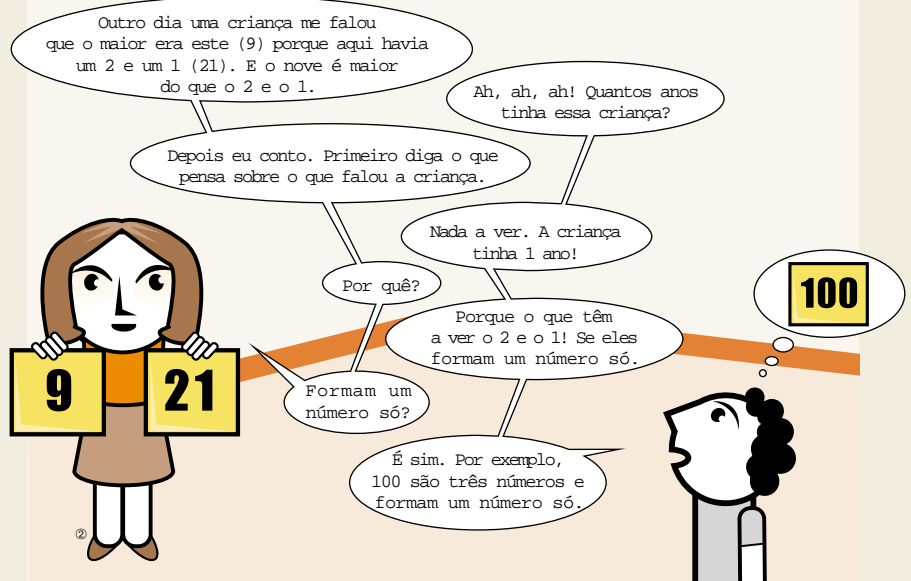 Outro dia uma criança me falou
que o maior era este (9) porque aqui havia
um 2 e um 1 (21). E o nove é maior
do que o 2 e o 1.
Ah, ah, ah! Quantos anos
tinha essa criança?
Depois eu conto. Primeiro diga o que
pensa sobre o que falou a criança.
Nada a ver. A criança
tinha 1 ano!
Por quê?
Porque o que têm
a ver o 2 e o 1! Se eles
formam um número só.
Formam um
número só?
É sim. Por exemplo,
100 são três números e
formam um número só.
9
21
100
②